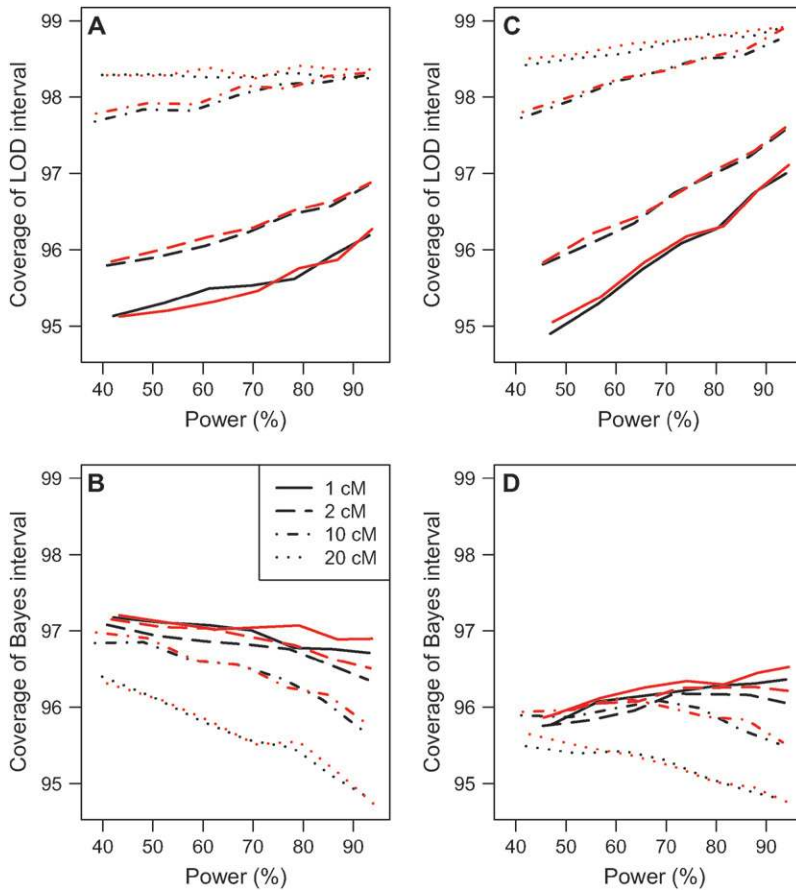 A
99
98
97
96
95
Coverage of LOD interval
40 50 60 70 80 90
Power (%)
C
99
98
97
96
95
Coverage of LOD interval
40 50 60 70 80 90
Power (%)
B
99
98
97
96
95
Coverage of Bayes interval
1 cM
2 cM
10 cM
20 cM
40 50 60 70 80 90
Power (%)
D
99
98
97
96
95
Coverage of Bayes interval
40 50 60 70 80 90
Power (%)